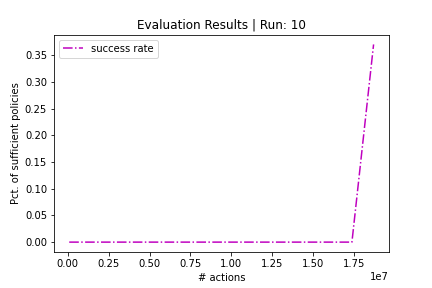 Evaluation Results | Run: 10
success rate
Pct. of sufficient policies
0.35
0.30
0.25
0.20
0.15
0.10
0.05
0.00
0.00 0.25 0.50 0.75 1.00 1.25 1.50 1.75
1e7
# actions